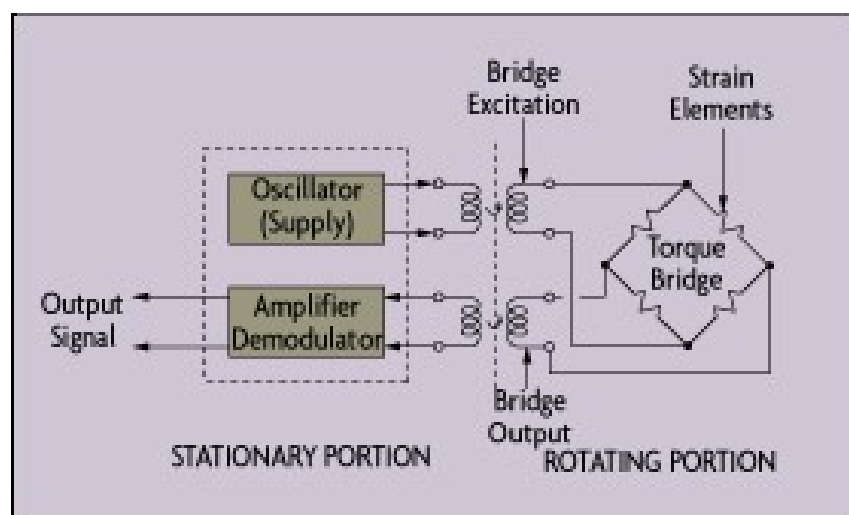 Bridge
Excitation
Strain
Elements
Oscillator
(Supply)
Torque
Bridge
Output
Signal
Amplifier
Demodulator
Bridge
Output
STATIONARY PORTION
ROTATING PORTION